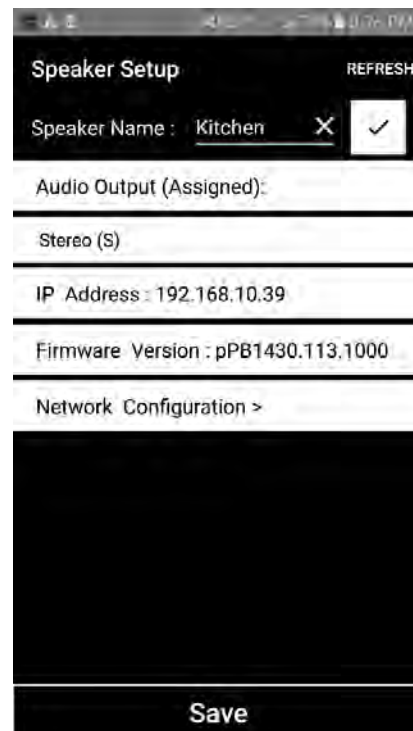 Speaker Setup REFRESH
Speaker Name : Kitchen
Audio Output (Assigned):
Stereo (S)
IP Address : 192.168.10.39
Firmware Version : pPB1430.113.1000
Network Configuration >
Save